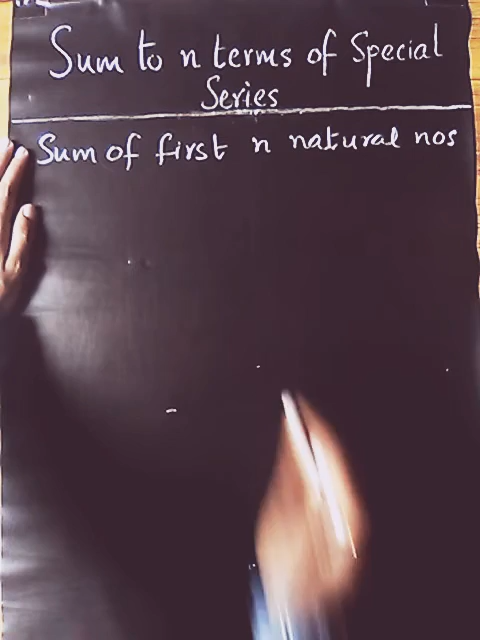 Sum to n terms of Special
Series
Sum of first n natural nos